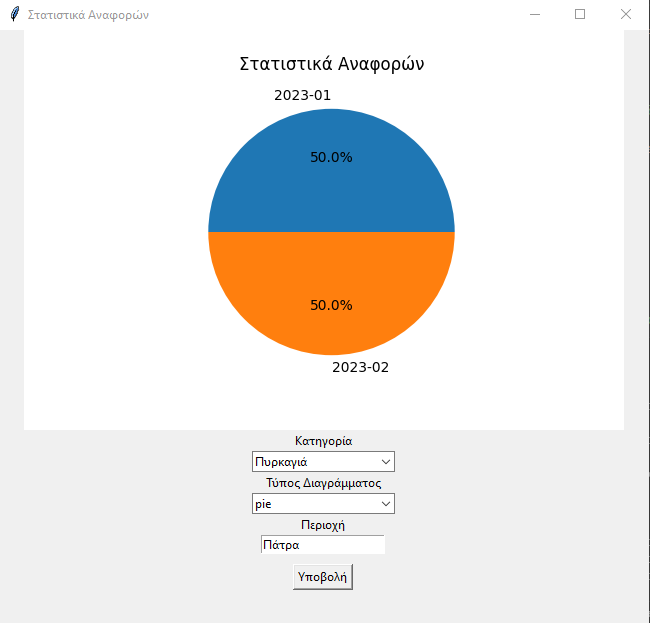 Στατιστικά Αναφορών
Στατιστικά Αναφορών
2023-01
50.0%
50.0%
2023-02
Κατηγορία
Πυρκαγιά
Τύπος Διαγράμματος
pie
Περιοχή
Πάτρα
Υποβολή